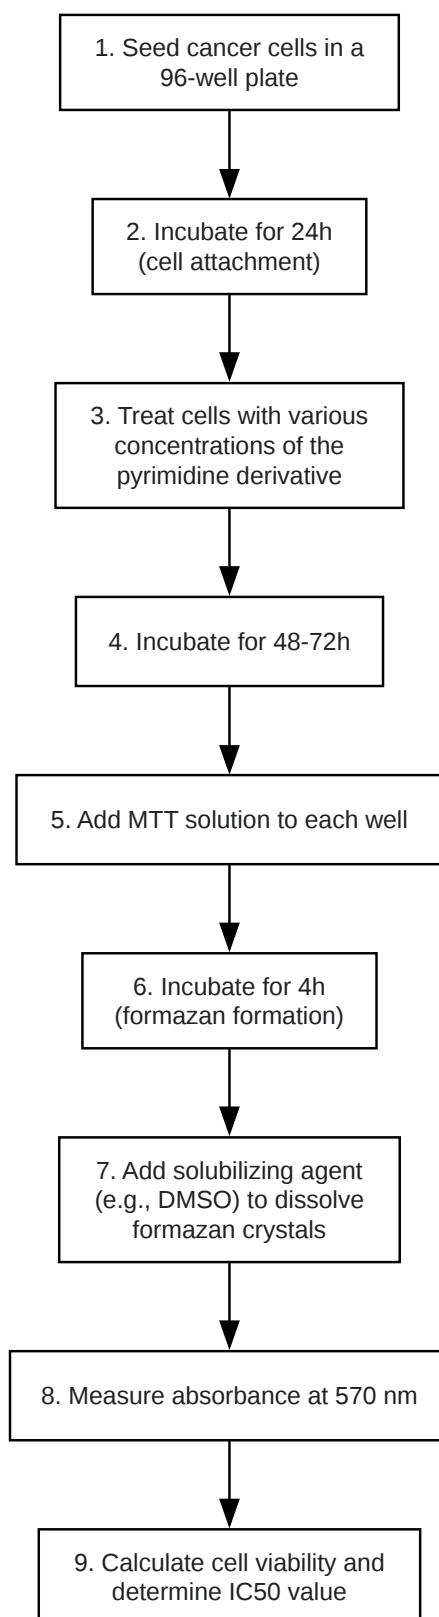 1. Seed cancer cells in a
96-well plate
2. Incubate for 24h
(cell attachment)
3. Treat cells with various
concentrations of the
pyrimidine derivative
4. Incubate for 48-72h
5. Add MTT solution to each well
6. Incubate for 4h
(formazan formation)
7. Add solubilizing agent
(e.g., DMSO) to dissolve
formazan crystals
8. Measure absorbance at 570 nm
9. Calculate cell viability and
determine IC50 value